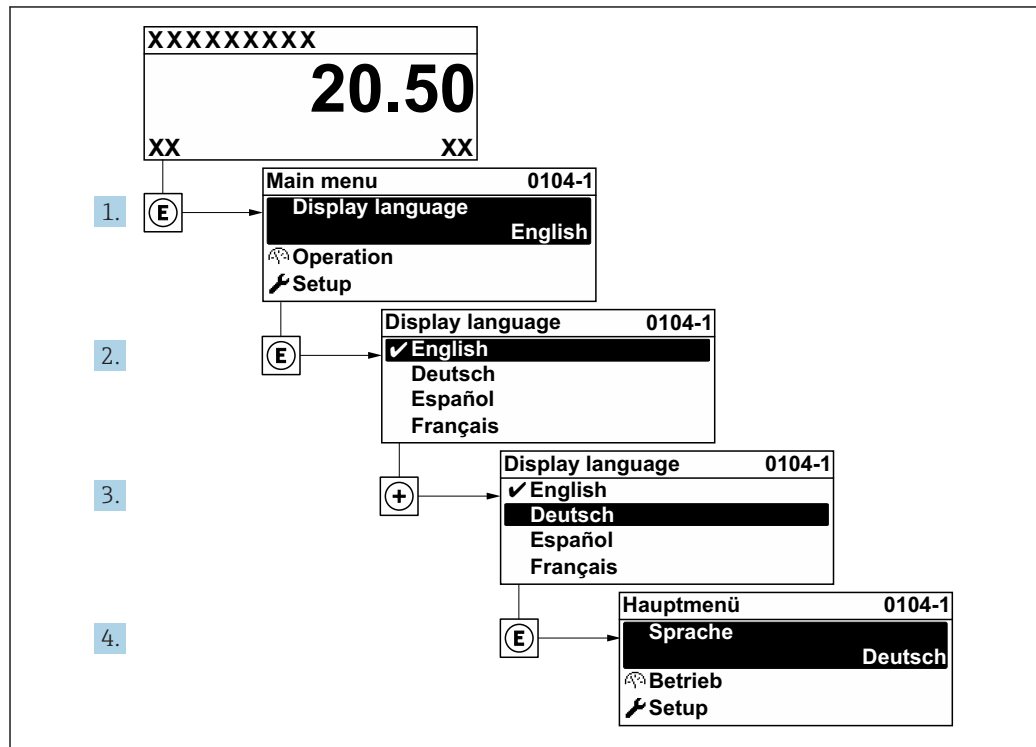 XXXXXXXXX
20.50
XX XX
1. E
Main menu 0104-1
Display language
English
Operation
Setup
2. E
Display language 0104-1
✔ English
Deutsch
Español
Français
3. +
Display language 0104-1
✔ English
Deutsch
Español
Français
4. E
Hauptmenü 0104-1
Sprache
Deutsch
Betrieb
Setup